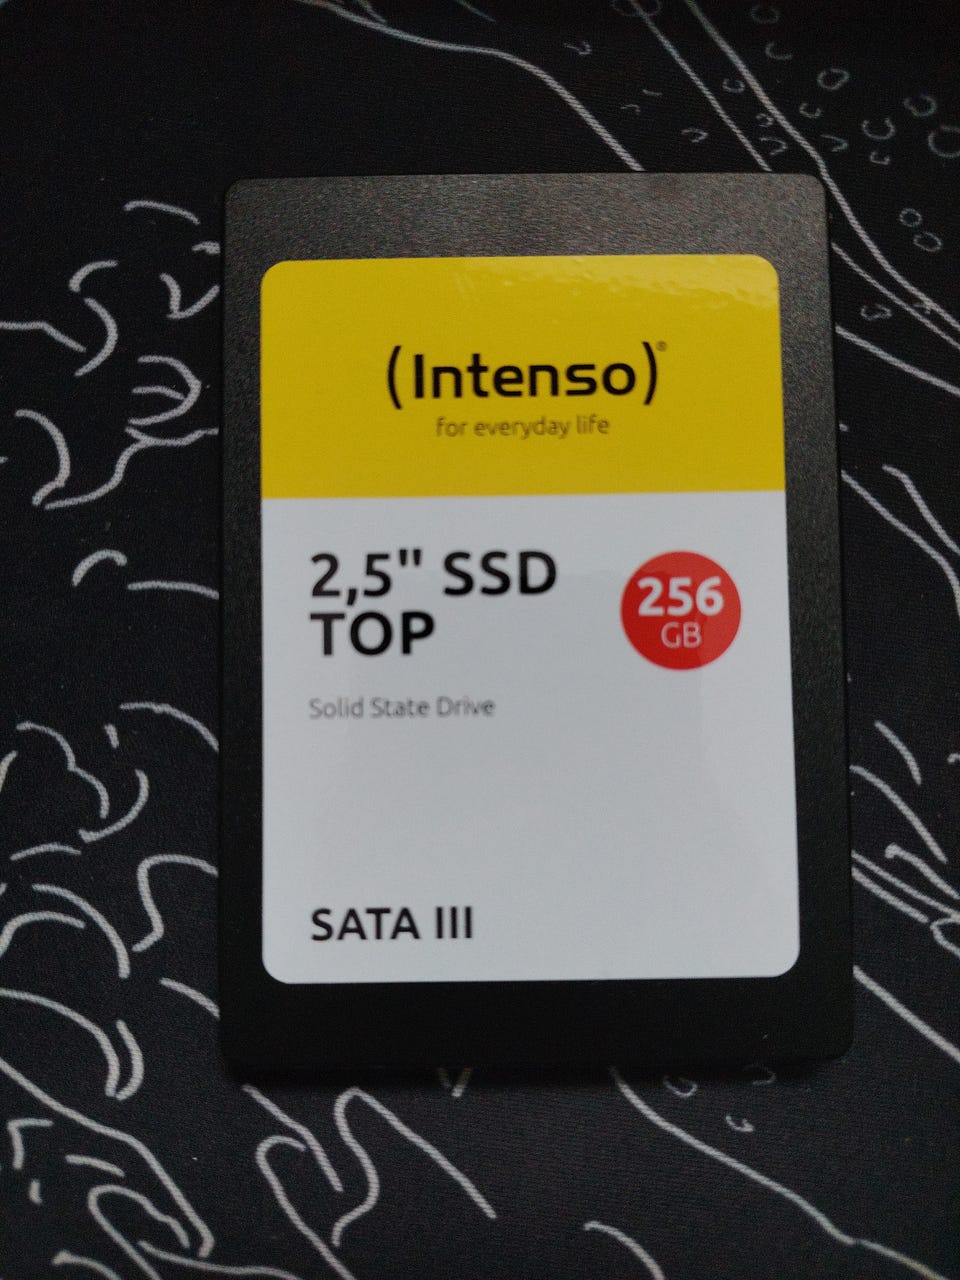 (Intenso)®
for everyday life
2,5" SSD
TOP
256
GB
Solid State Drive
SATA III